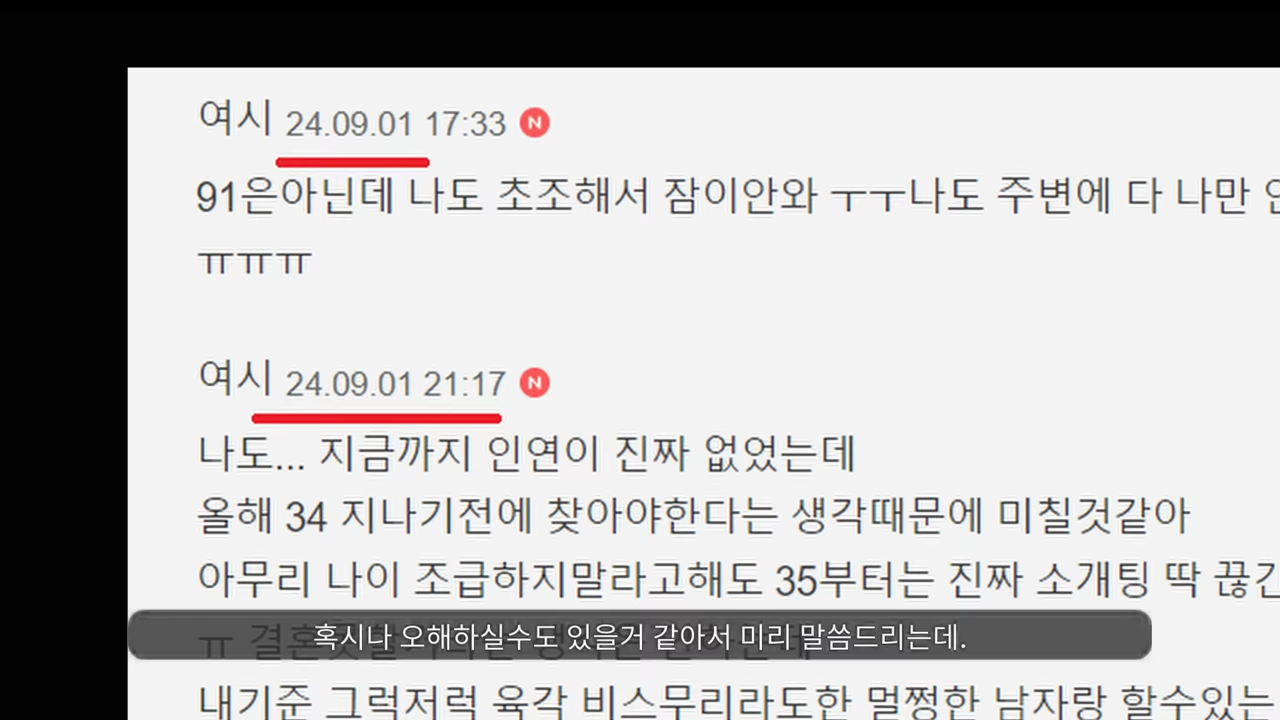 여시 24.09.01 17:33 N
91은아닌데 나도 초조해서 잠이안와 ㅜㅜ나도 주변에 다 나만
ㅠㅠㅠ
여시 24.09.01 21:17 N
나도... 지금까지 인연이 진짜 없었는데
올해 34 지나기전에 찾아야한다는 생각때문에 미칠것같아
아무리 나이 조급하지말라고해도 35부터는 진짜 소개팅 딱
혹시나 오해하실수도 있을거 같아서 미리 말씀드리는데.
내기준 그럭저럭 육각 비스무리라도한 멀쩡한 남자랑 할수있는